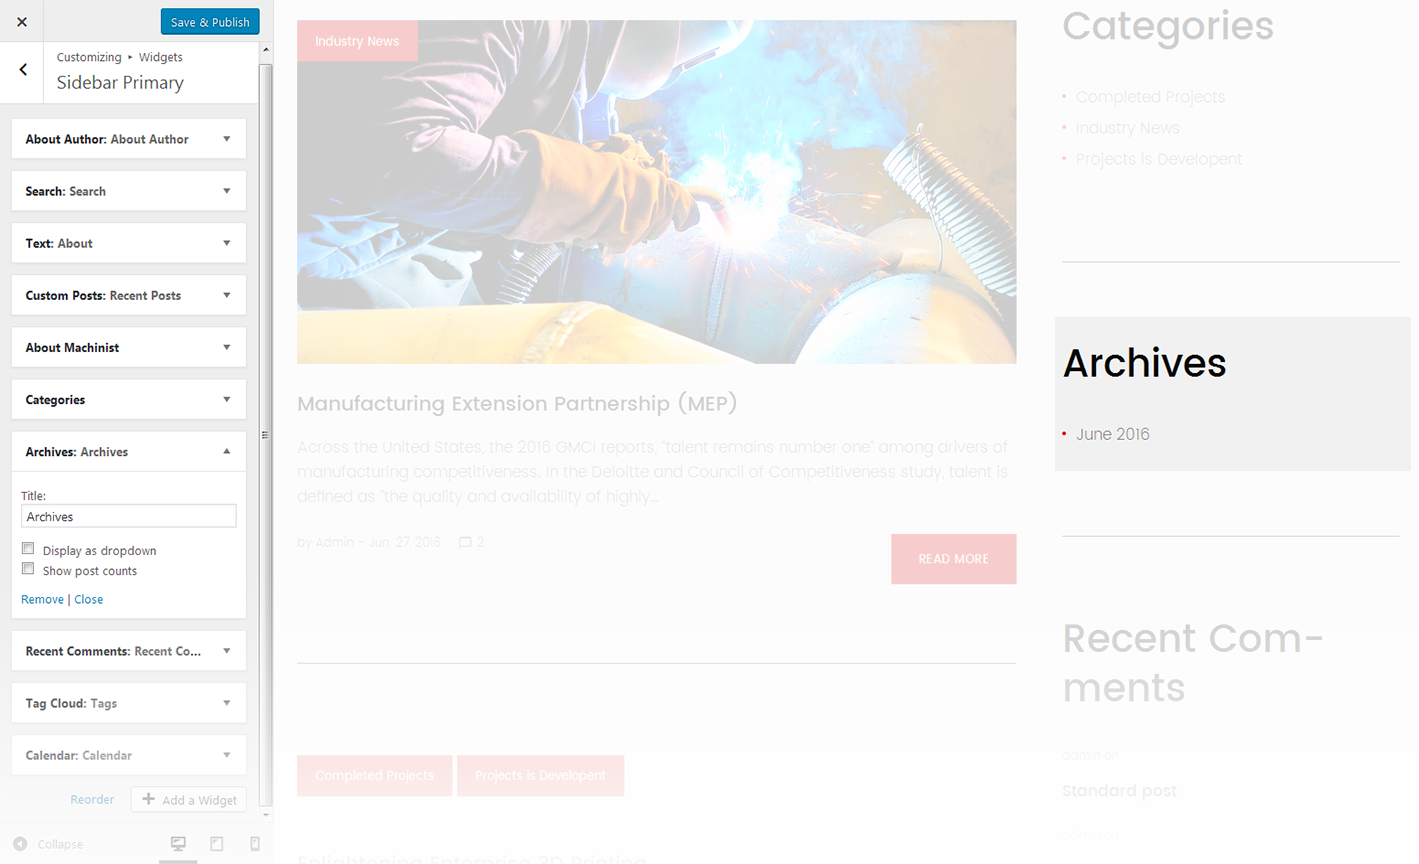 Save & Publish
Customizing ▸ Widgets
Sidebar Primary
About Author: About Author
Search: Search
Text: About
Custom Posts: Recent Posts
About Machinist
Categories
Archives: Archives
Title:
Archives
Display as dropdown
Show post counts
Remove | Close
Recent Comments: Recent Co...
Tag Cloud: Tags
Calendar: Calendar
Reorder
Add a Widget
Collapse
Industry News
Manufacturing Extension Partnership (MEP)
Across the United States, the 2016 GMCI reports, "talent remains number one" among drivers of
manufacturing competitiveness. In the Deloitte and Council of Competitiveness study, talent is
defined as "the quality and availability of highly...
by Admin - Jun, 27, 2016 2
READ MORE
Completed Projects Projects is Developent
Enlightening Enterprise 3D Printing
Categories
Completed Projects
Industry News
Projects is Developent
Archives
June 2016
Recent Com-
ments
admin on
Standard post
admin on